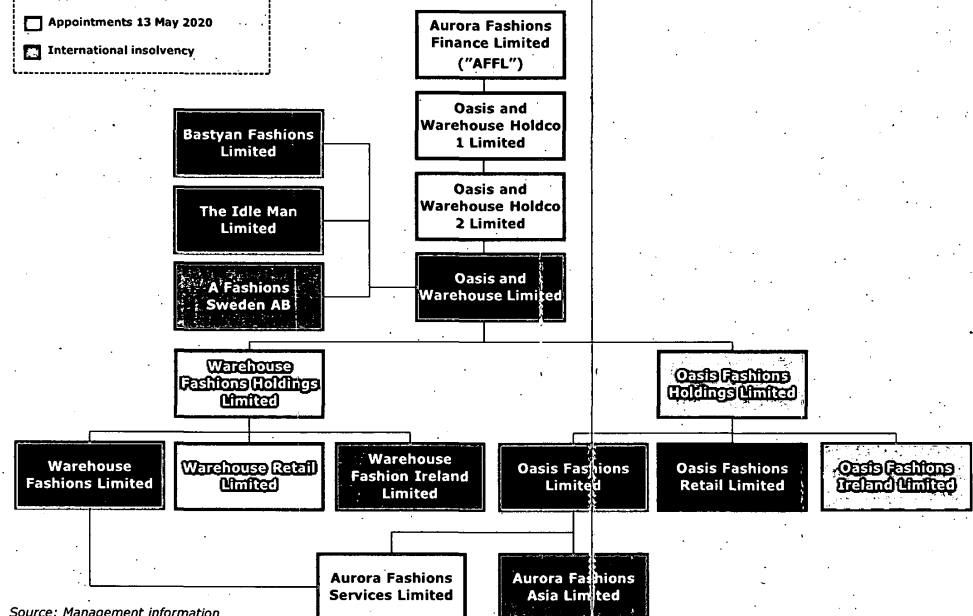 Appointments 13 May 2020
International insolvency
Aurora Fashions
Finance Limited
("AFFL")
Oasis and
Warehouse Holdco
1 Limited
Bastyan Fashions
Limited
Oasis and
Warehouse Holdco
2 Limited
The Idle Man
Limited
Oasis and
Warehouse Limited
A Fashions
Sweden AB
Warehouse
Fashions Holdings
Limited
Oasis Fashions
Holdings Limited
Warehouse
Fashions Limited
Warehouse Retail
Limited
Warehouse
Fashion Ireland
Limited
Oasis Fashions
Limited
Oasis Fashions
Retail Limited
Oasis Fashions
Ireland Limited
Aurora Fashions
Services Limited
Aurora Fashions
Asia Limited
Source: Management information